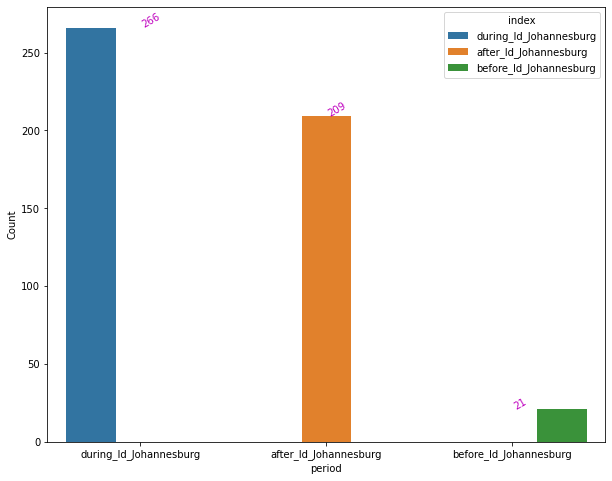 266
index
during_ld_Johannesburg
after_ld_Johannesburg
before_ld_Johannesburg
250
209
200
150
Count
100
50
21
0
during_ld_Johannesburg after_ld_Johannesburg before_ld_Johannesburg
period